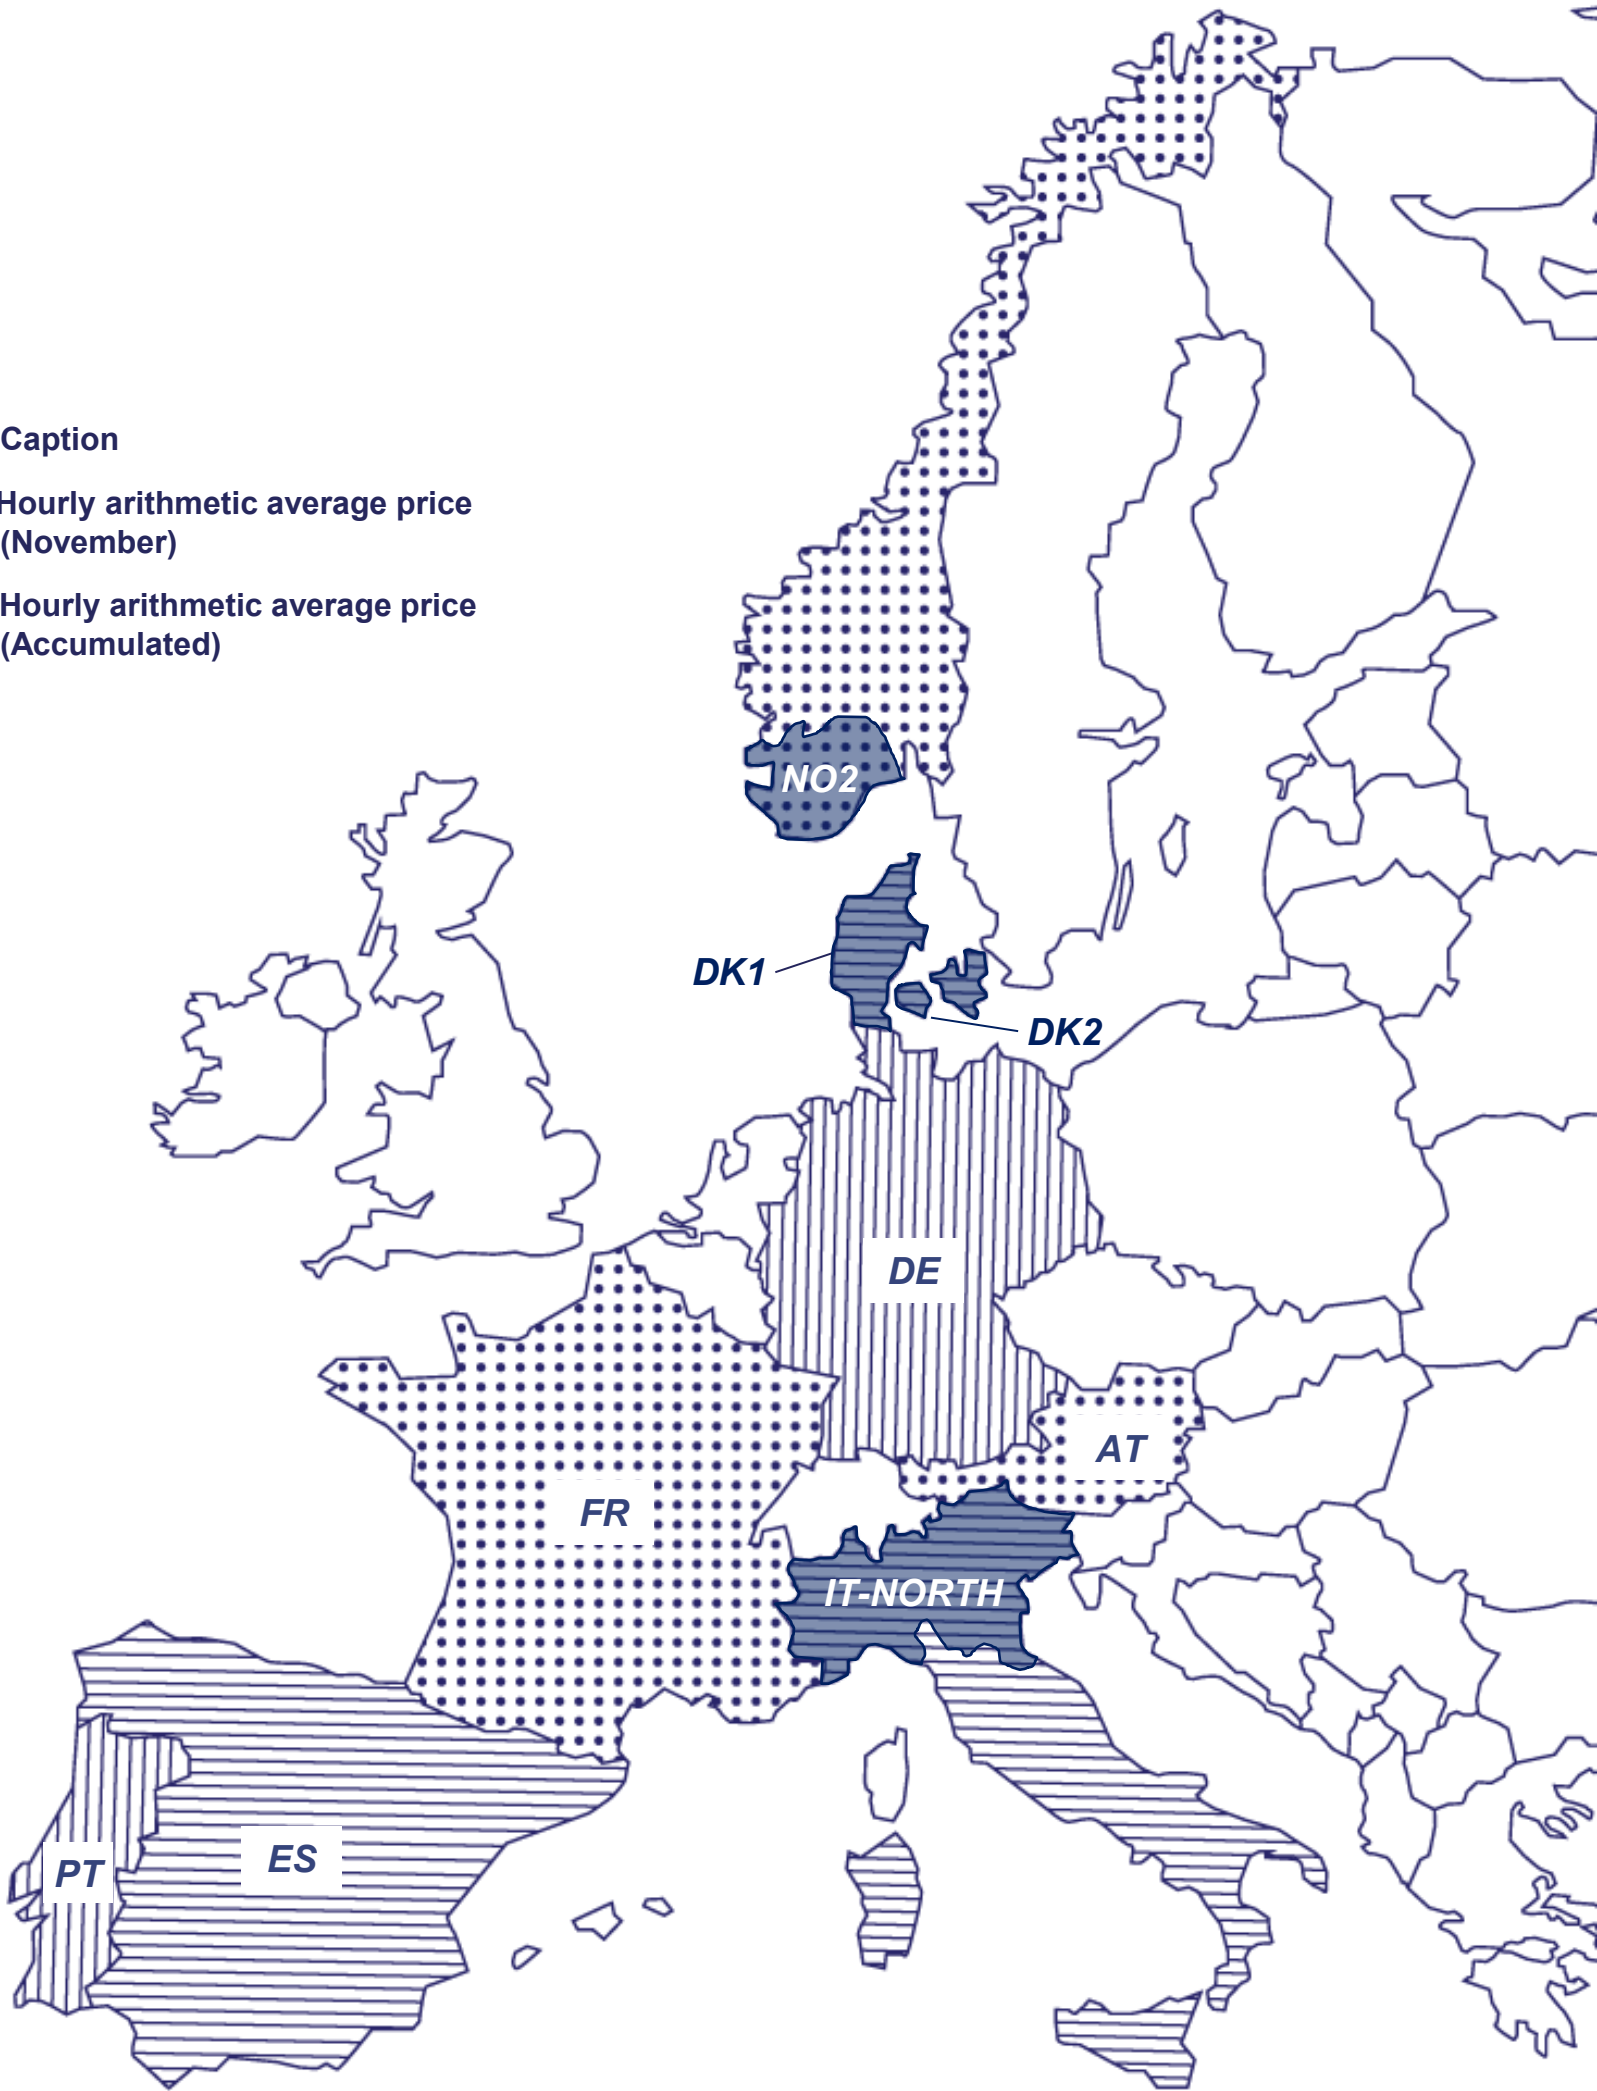 Caption
Hourly arithmetic average price
(November)
Hourly arithmetic average price
(Accumulated)
NO2
DK1
DK2
DE
AT
FR
IT-NORTH
ES
PT